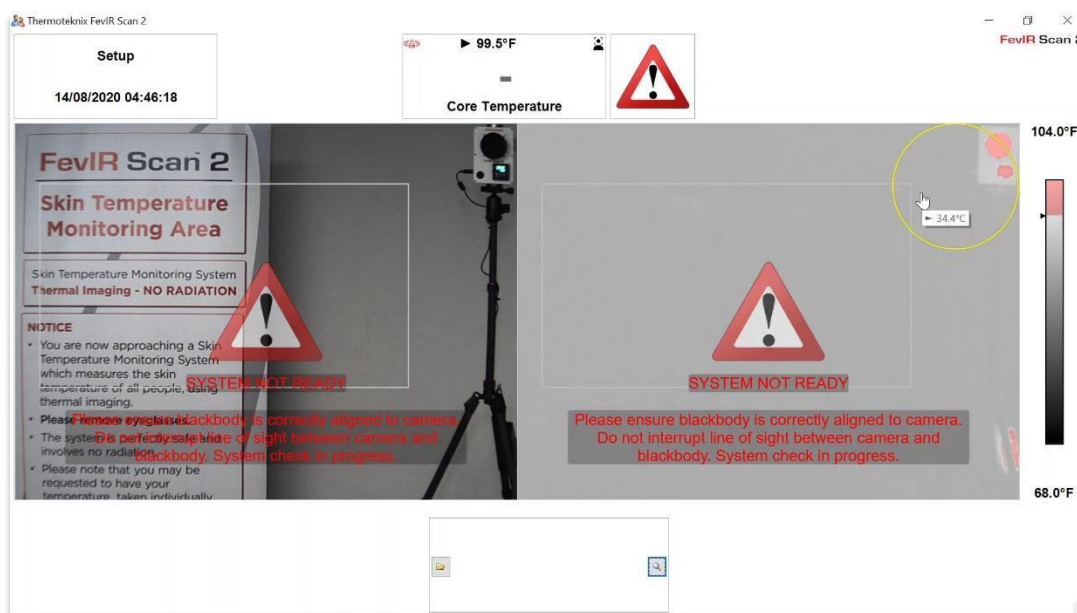 Thermoteknix FevIR Scan 2
FevIR Scan 2
Setup
14/08/2020 04:46:18
► 99.5°F
-
Core Temperature
FevIR Scan 2
Skin Temperature
Monitoring Area
Skin Temperature Monitoring System
Thermal Imaging - NO RADIATION
NOTICE
• You are now approaching a Skin
Temperature Monitoring System
which measures the skin
temperature of all people, using
thermal imaging.
• Please remove eyeglasses.
• The system is perfectly safe and
involves no radiation.
• Please note that you may be
requested to have your
temperature taken individually
SYSTEM NOT READY
Please ensure blackbody is correctly aligned to camera.
Do not interrupt line of sight between camera and
blackbody. System check in progress.
SYSTEM NOT READY
Please ensure blackbody is correctly aligned to camera.
Do not interrupt line of sight between camera and
blackbody. System check in progress.
► 34.4°C
104.0°F
68.0°F